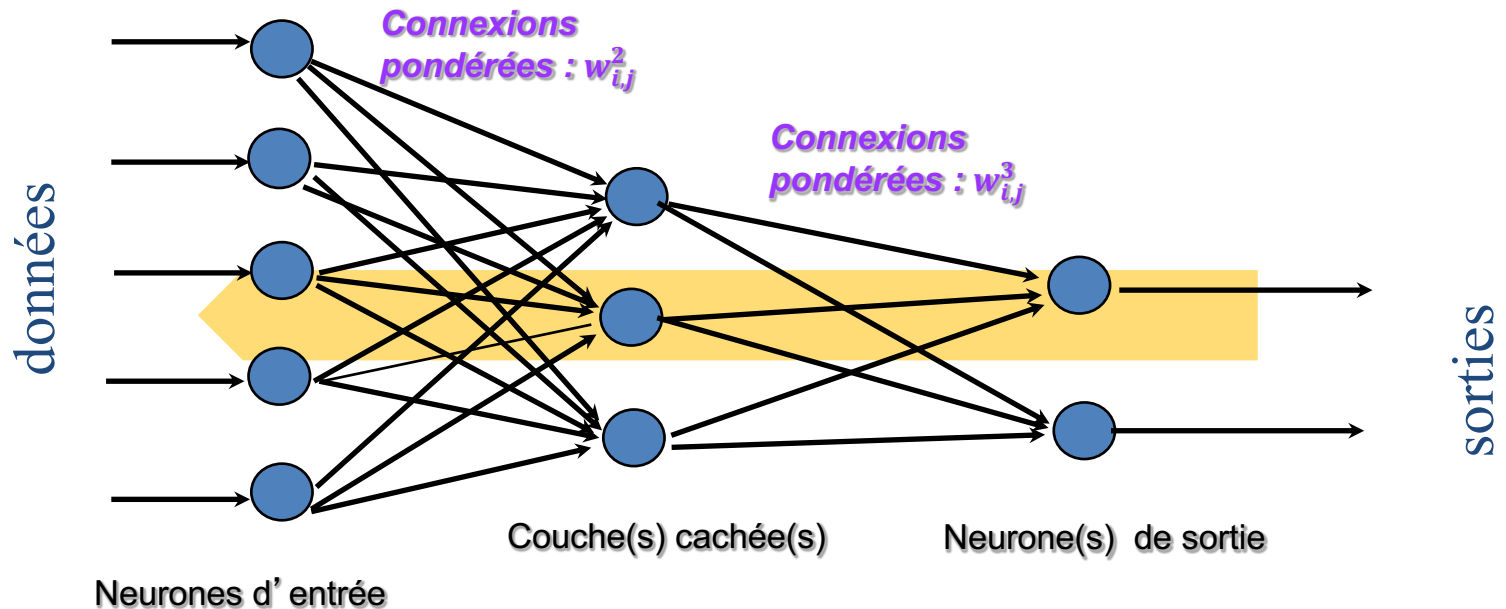 Connexions
pondérées : w²ᵢ,ⱼ
Connexions
pondérées : w³ᵢ,ⱼ
données
sorties
Couche(s) cachée(s)
Neurone(s) de sortie
Neurones d’ entrée